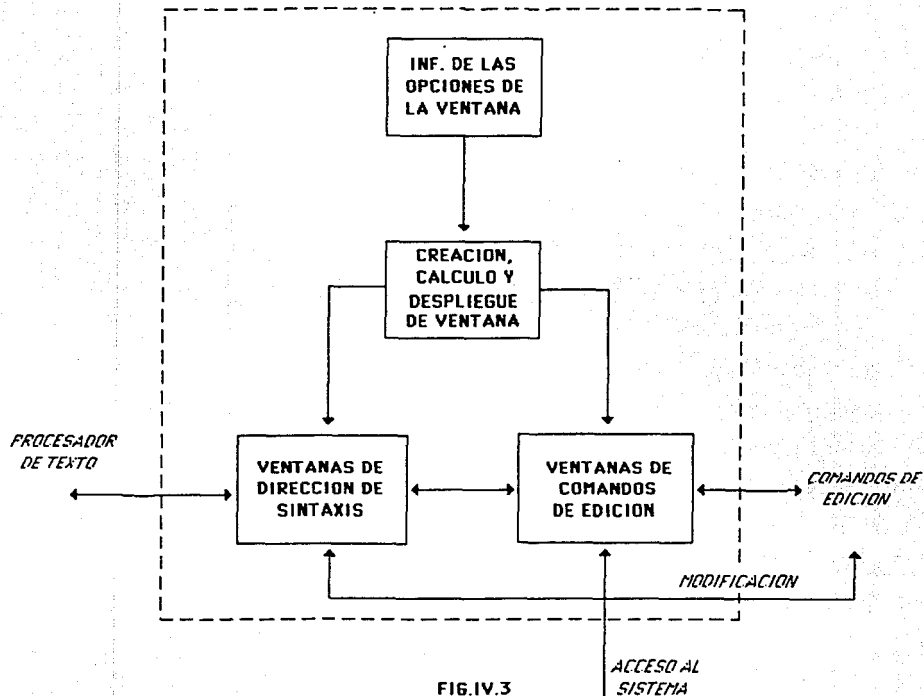 INF. DE LAS
OPCIONES DE
LA VENTANA
CREACION,
CALCULO Y
DESPLIEGUE
DE VENTANA
PROCESADOR
DE TEXTO
VENTANAS DE
DIRECCION DE
SINTAXIS
VENTANAS DE
COMANDOS
DE EDICION
COMANDOS DE
EDICION
MODIFICACION
ACCESO AL
SISTEMA
FIG.IV.3